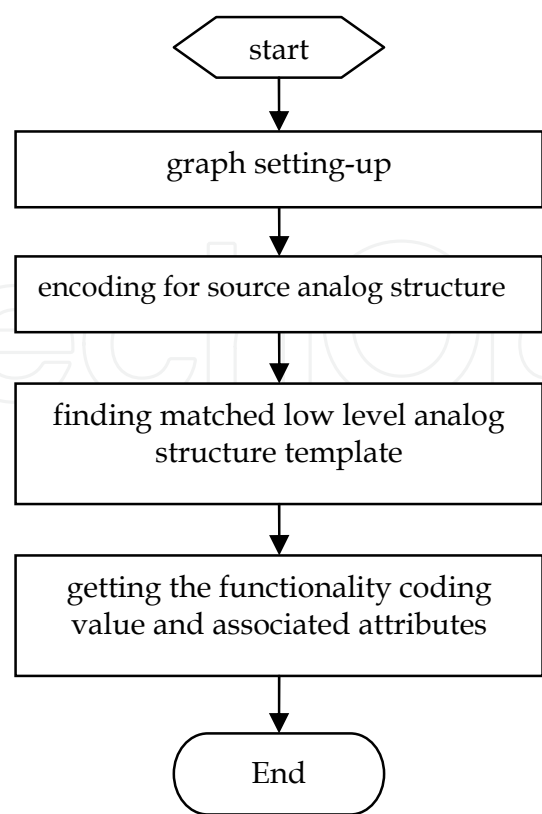 start
graph setting-up
encoding for source analog structure
finding matched low level analog
structure template
getting the functionality coding
value and associated attributes
End